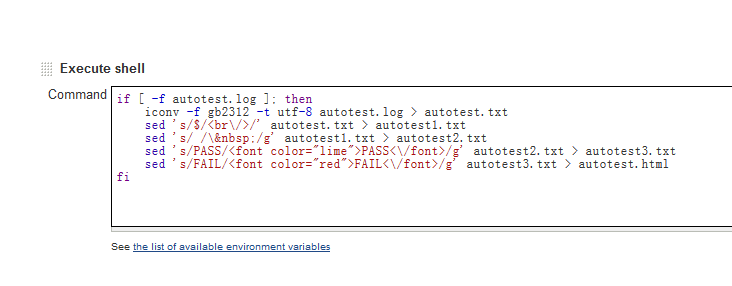 Execute shell
Command
if [ -f autotest.log ]; then
    iconv -f gb2312 -t utf-8 autotest.log > autotest.txt
    sed 's/$/<br\/>/' autotest.txt > autotest1.txt
    sed 's/ /\&nbsp;/g' autotest1.txt > autotest2.txt
    sed 's/PASS/<font color="lime">PASS<\/font>/g' autotest2.txt > autotest3.txt
    sed 's/FAIL/<font color="red">FAIL<\/font>/g' autotest3.txt > autotest.html
fi
See the list of available environment variables